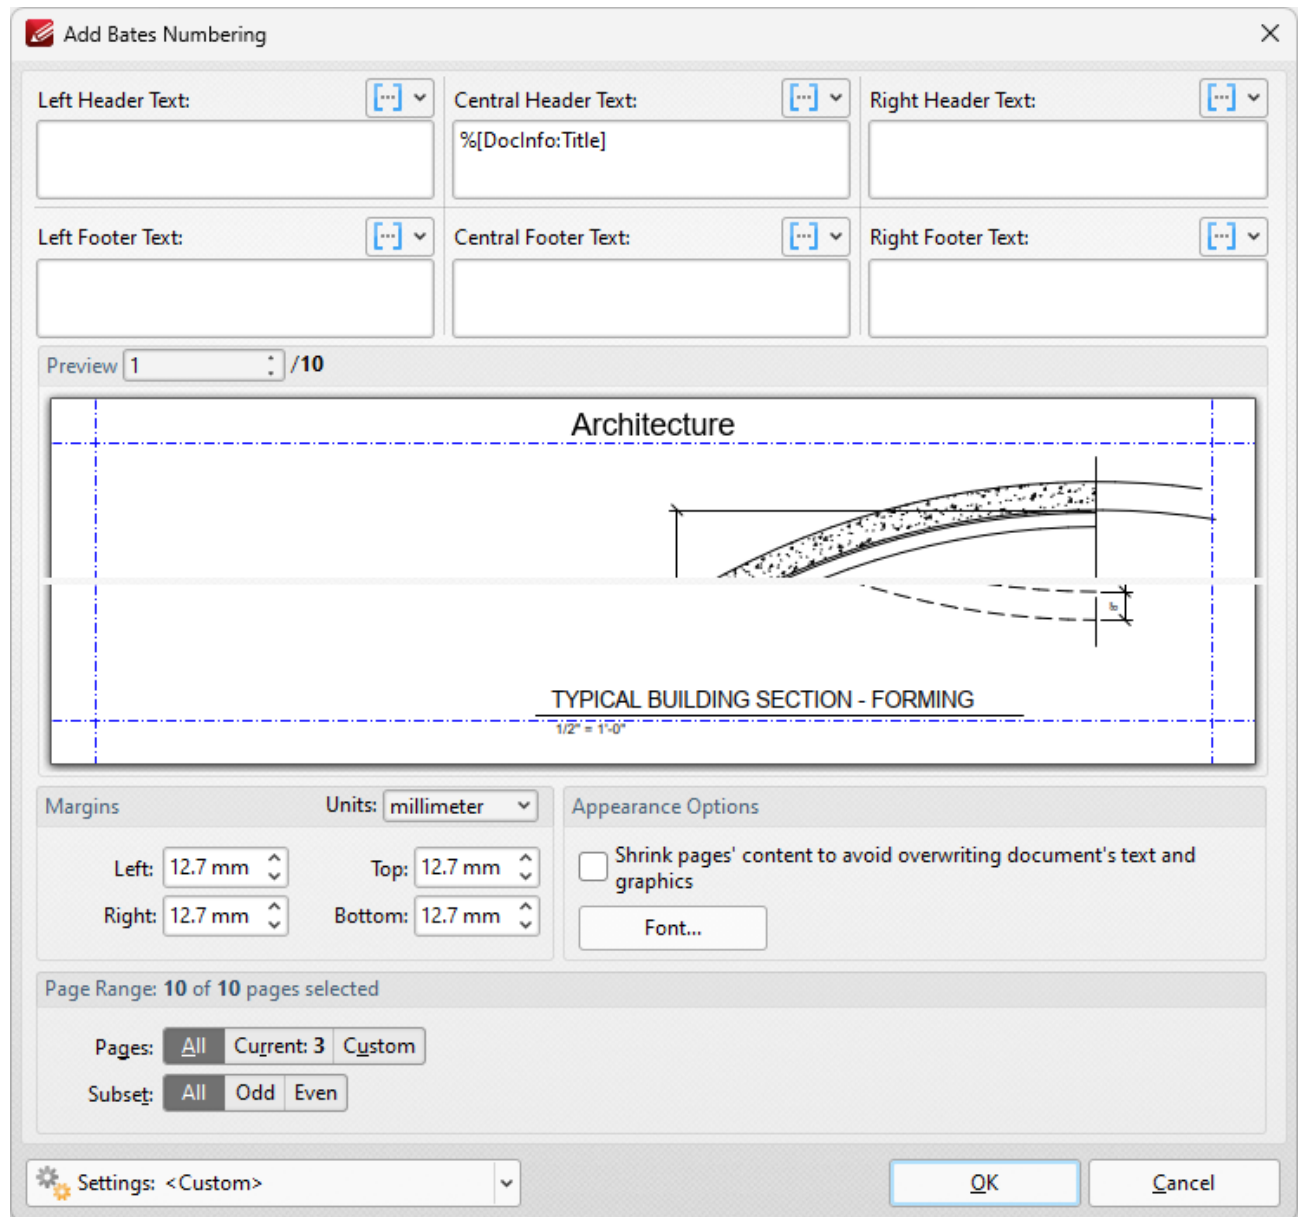 Add Bates Numbering
Left Header Text:
Central Header Text:
Right Header Text:
%[DocInfo:Title]
Left Footer Text:
Central Footer Text:
Right Footer Text:
Preview 1 /10
Architecture
TYPICAL BUILDING SECTION - FORMING
1/2" = 1'-0"
Margins
Units: millimeter
Left: 12.7 mm
Top: 12.7 mm
Right: 12.7 mm
Bottom: 12.7 mm
Appearance Options
Shrink pages' content to avoid overwriting document's text and
graphics
Font...
Page Range: 10 of 10 pages selected
Pages: All Current: 3 Custom
Subset: All Odd Even
Settings: <Custom>
OK
Cancel